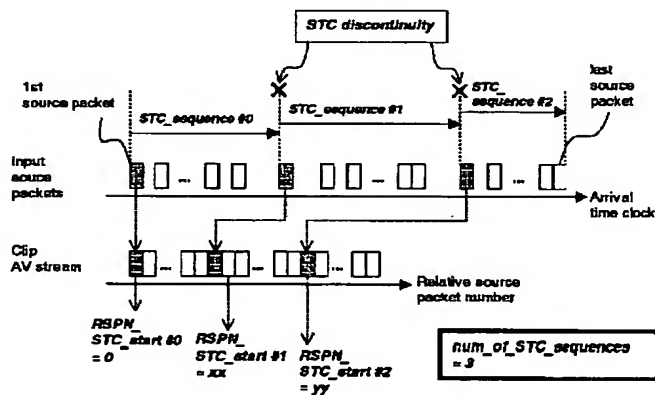 STC discontinuity
1st
source packet
STC_sequence #0
STC_sequence #1
STC_
sequence #2
last
source
packet
Input
source
packets
...
...
...
Arrival
time clock
Clip
AV stream
...
...
...
Relative source
packet number
RSPN_
STC_start #0
= 0
RSPN_
STC_start #1
= xx
RSPN_
STC_start #2
= yy
num_of_STC_sequences
= 3